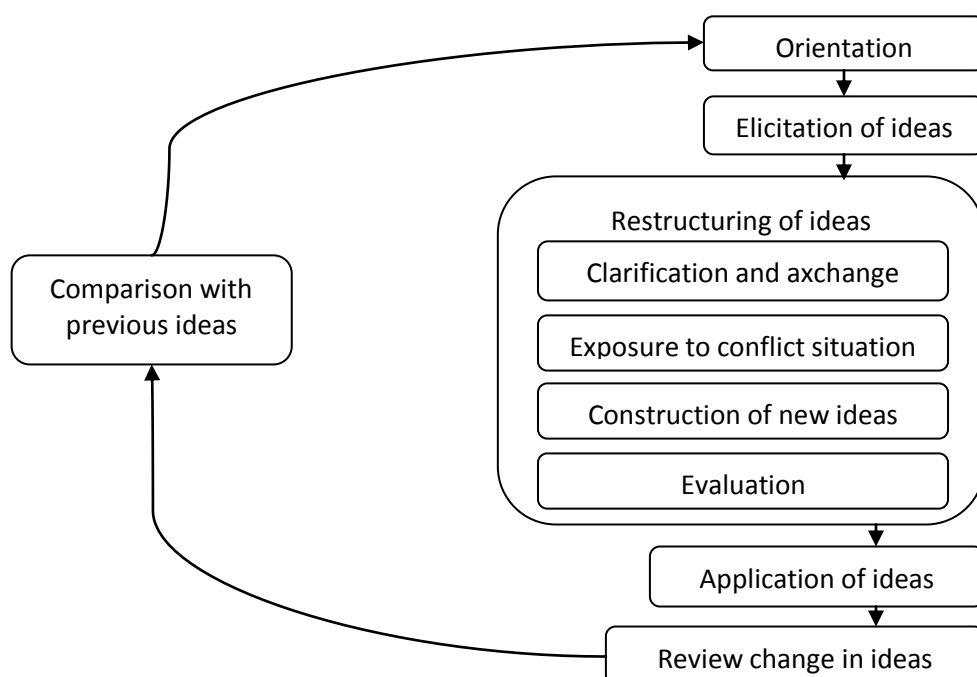 Orientation
Elicitation of ideas
Restructuring of ideas
Clarification and axchange
Exposure to conflict situation
Construction of new ideas
Evaluation
Application of ideas
Review change in ideas
Comparison with
previous ideas